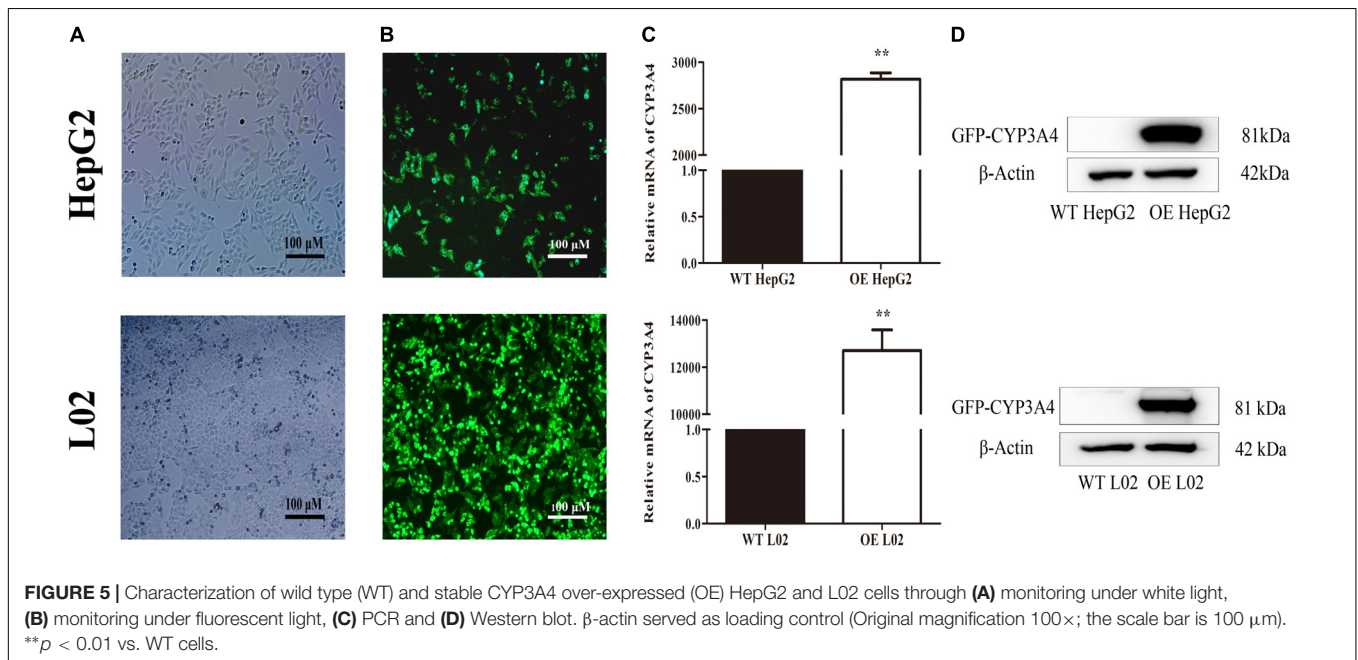 A
B
C
D
HepG2
100 μM
100 μM
Relative mRNA of CYP3A4
3000
2500
2000
1.0
0.5
0.0
**
WT HepG2
OE HepG2
GFP-CYP3A4
81kDa
β-Actin
42kDa
WT HepG2
OE HepG2
L02
100 μM
100 μM
Relative mRNA of CYP3A4
14000
12000
10000
1.0
0.5
0.0
**
WT L02
OE L02
GFP-CYP3A4
81 kDa
β-Actin
42 kDa
WT L02
OE L02
FIGURE 5 | Characterization of wild type (WT) and stable CYP3A4 over-expressed (OE) HepG2 and L02 cells through (A) monitoring under white light,
(B) monitoring under fluorescent light, (C) PCR and (D) Western blot. β-actin served as loading control (Original magnification 100×; the scale bar is 100 μm).
**p < 0.01 vs. WT cells.